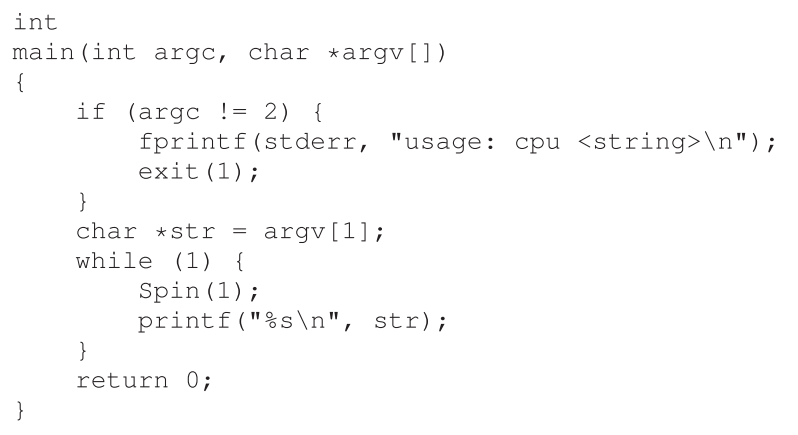 int
main(int argc, char *argv[])
{
    if (argc != 2) {
        fprintf(stderr, "usage: cpu <string>\n");
        exit(1);
    }
    char *str = argv[1];
    while (1) {
        Spin(1);
        printf("%s\n", str);
    }
    return 0;
}